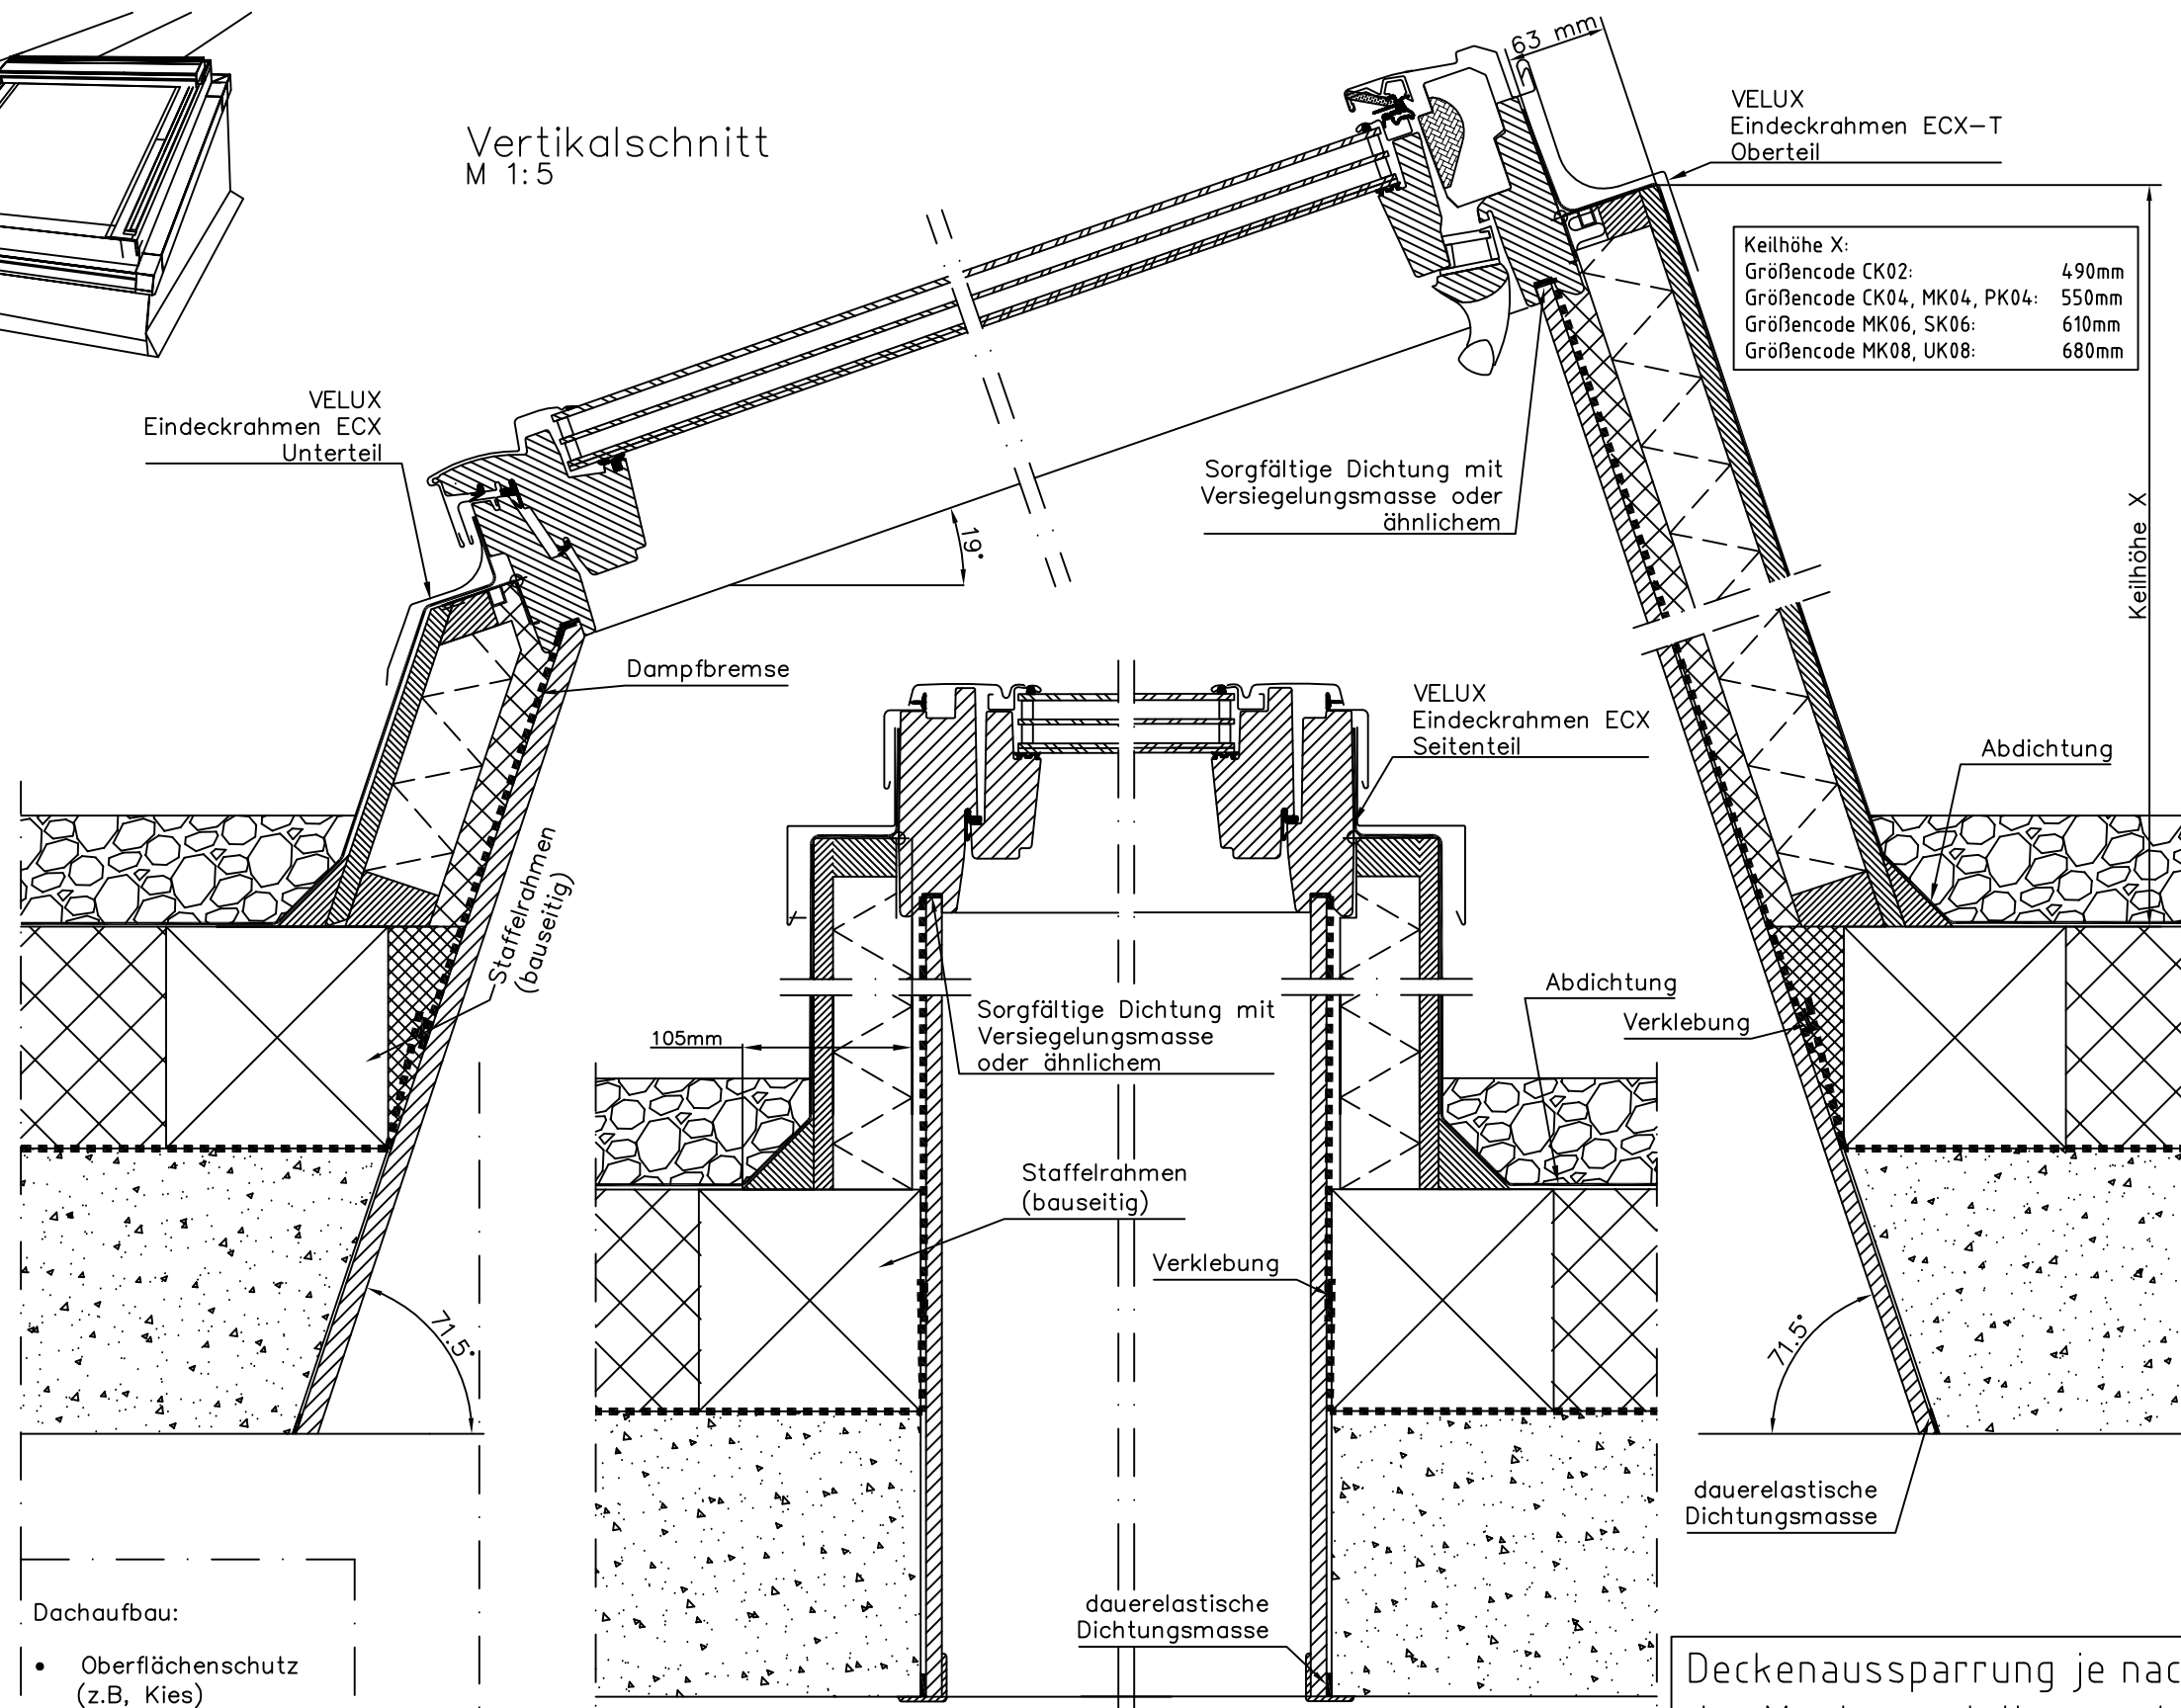 Vertikalschnitt
M 1:5
63 mm
VELUX
Eindeckrahmen ECX-T
Oberteil
Keilhöhe X:
Größencode CK02: 490mm
Größencode CK04, MK04, PK04: 550mm
Größencode MK06, SK06: 610mm
Größencode MK08, UK08: 680mm
VELUX
Eindeckrahmen ECX
Unterteil
Sorgfältige Dichtung mit
Versiegelungsmasse oder
ähnlichem
Keilhöhe X
19°
Dampfbremse
VELUX
Eindeckrahmen ECX
Seitenteil
Abdichtung
Staffelrahmen
(bauseitig)
Abdichtung
Verklebung
Sorgfältige Dichtung mit
Versiegelungsmasse
oder ähnlichem
105mm
Staffelrahmen
(bauseitig)
Verklebung
71.5°
71.5°
dauerelastische
Dichtungsmasse
dauerelastische
Dichtungsmasse
Dachaufbau:
• Oberflächenschutz
(z.B, Kies)
Deckenaussparrung je nac